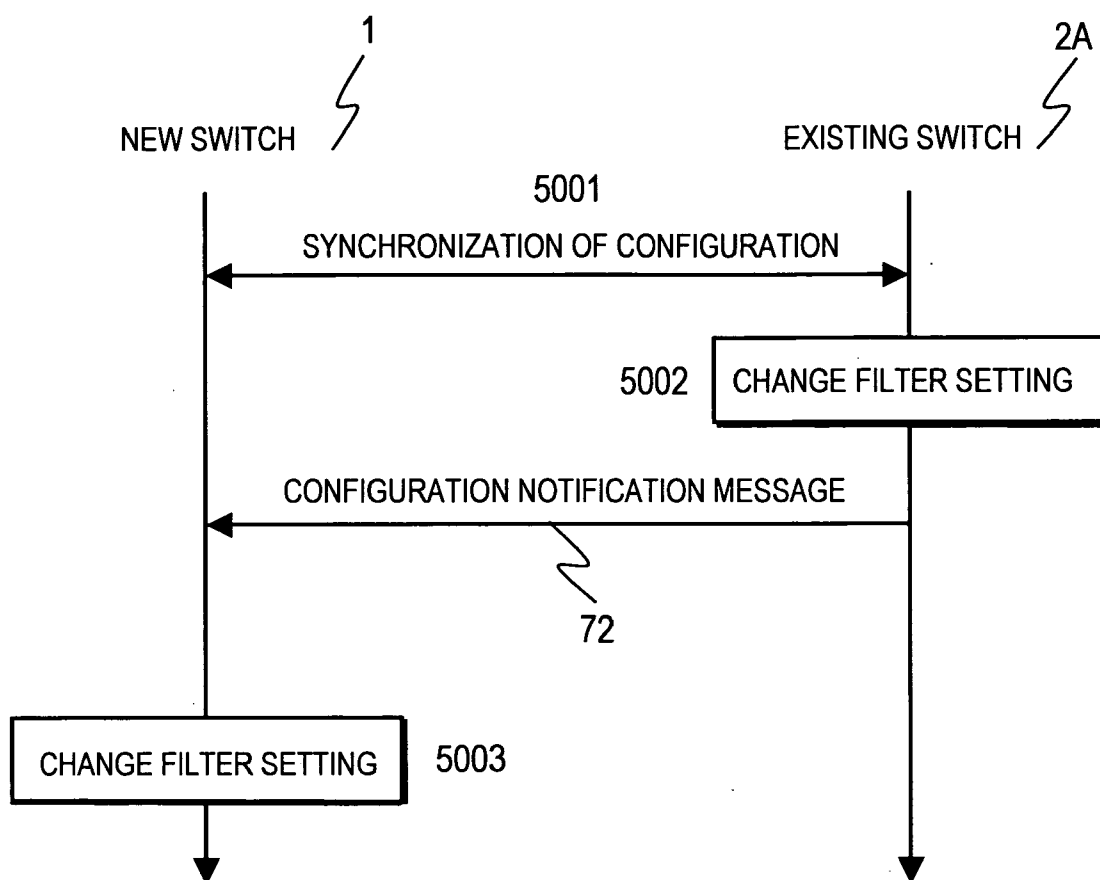 1
2A
NEW SWITCH
EXISTING SWITCH
5001
SYNCHRONIZATION OF CONFIGURATION
5002
CHANGE FILTER SETTING
CONFIGURATION NOTIFICATION MESSAGE
72
CHANGE FILTER SETTING
5003